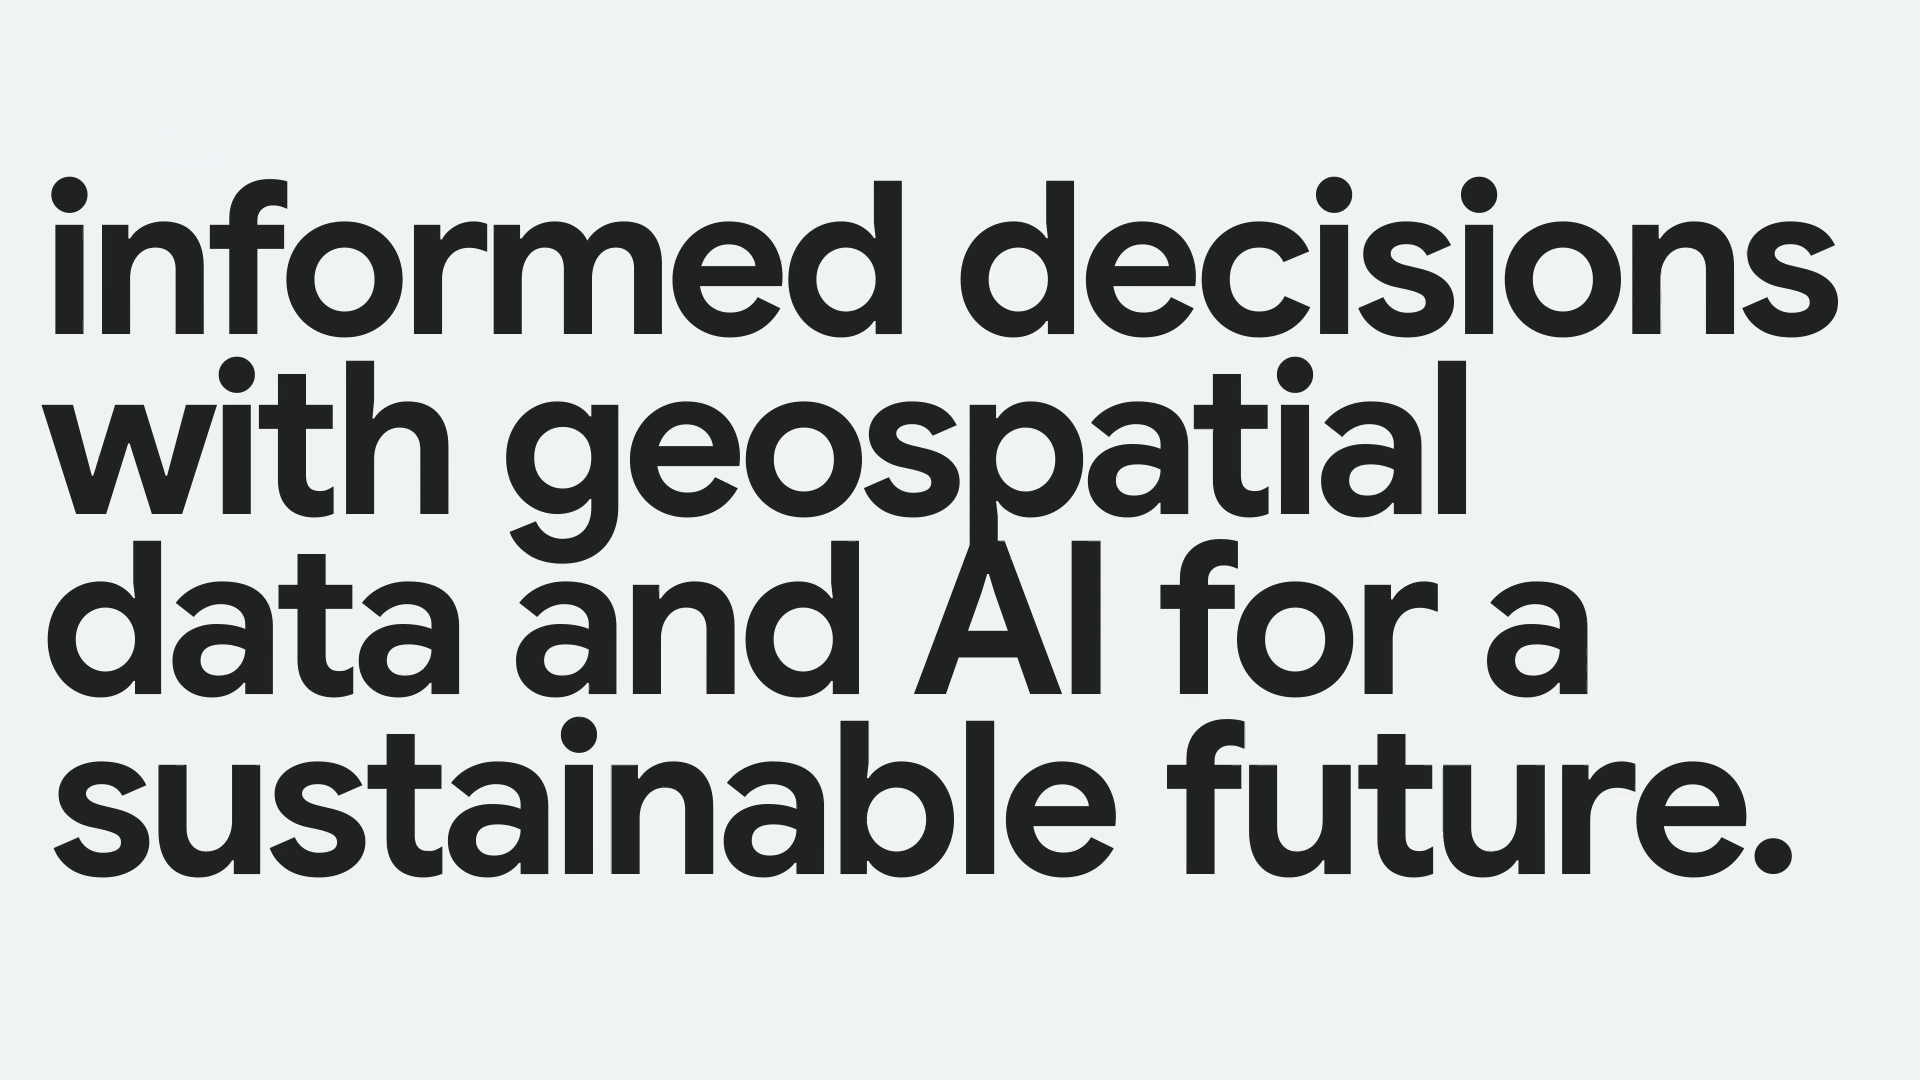 informed decisions
with geospatial
data and AI for a
sustainable future.